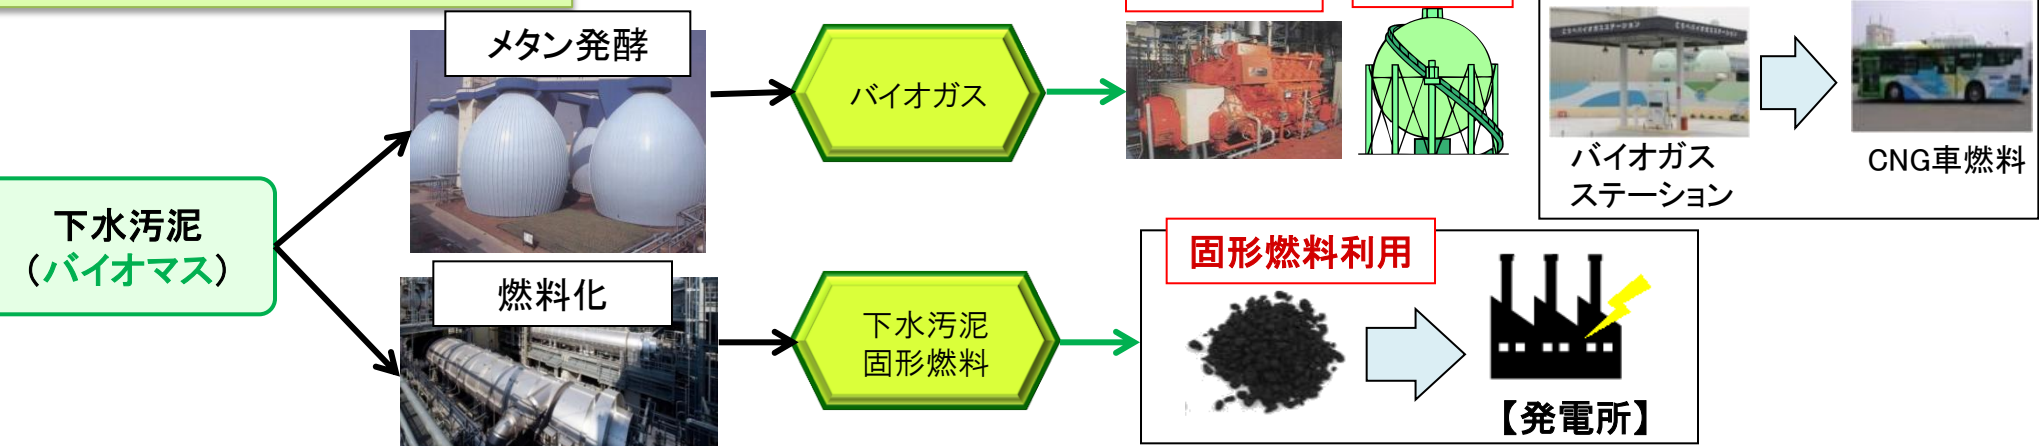 メタン発酵
バイオガス
バイオガス
ステーション
CNG車燃料
下水汚泥
（バイオマス）
燃料化
下水汚泥
固形燃料
固形燃料利用
【発電所】